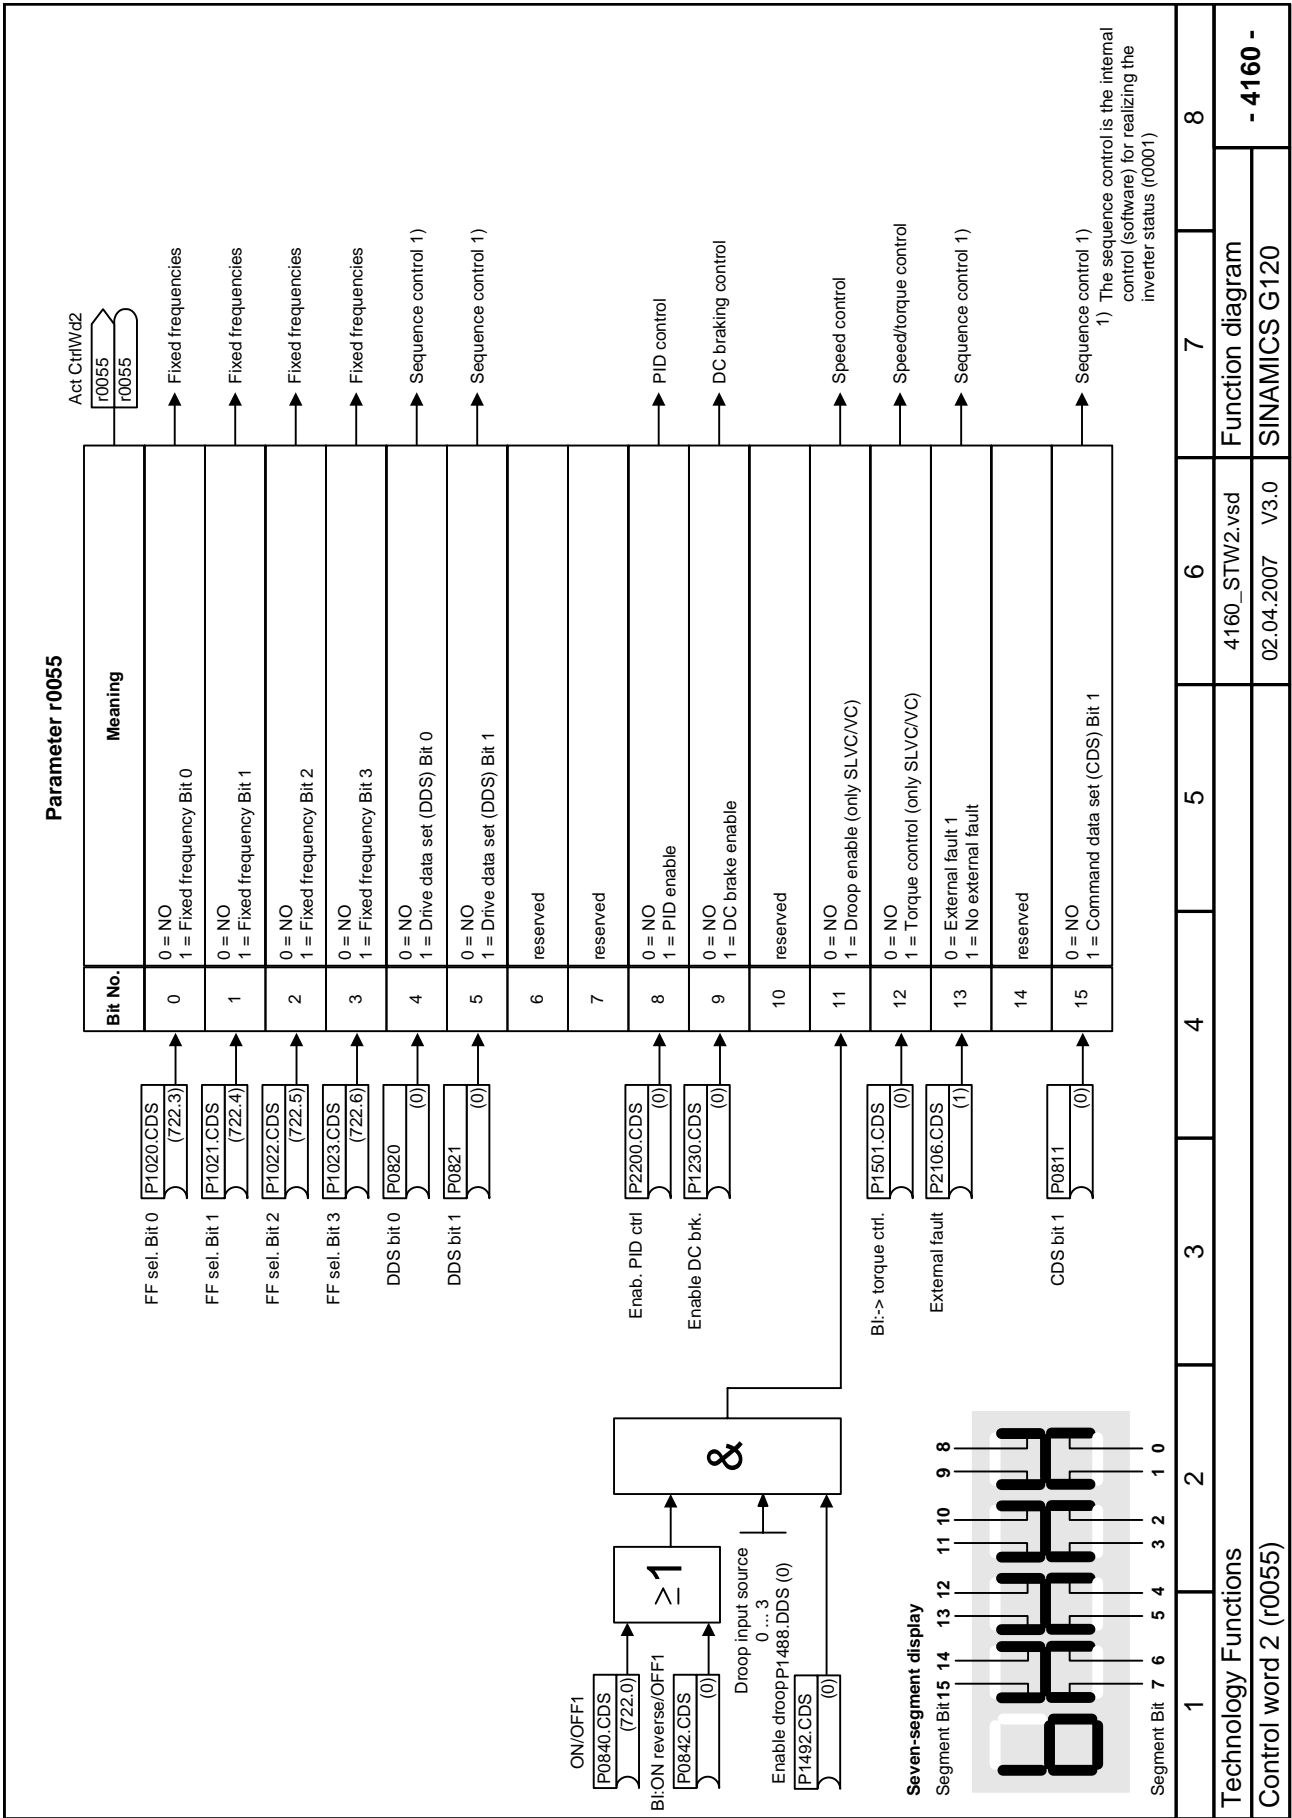 Parameter r0055
Act CtrlWd2
r0055
r0055
Bit No.
Meaning
FF sel. Bit 0
P1020.CDS
(722.3)
0
0 = NO
1 = Fixed frequency Bit 0
Fixed frequencies
FF sel. Bit 1
P1021.CDS
(722.4)
1
0 = NO
1 = Fixed frequency Bit 1
Fixed frequencies
FF sel. Bit 2
P1022.CDS
(722.5)
2
0 = NO
1 = Fixed frequency Bit 2
Fixed frequencies
FF sel. Bit 3
P1023.CDS
(722.6)
3
0 = NO
1 = Fixed frequency Bit 3
Fixed frequencies
DDS bit 0
P0820
(0)
4
0 = NO
1 = Drive data set (DDS) Bit 0
Sequence control 1)
DDS bit 1
P0821
(0)
5
0 = NO
1 = Drive data set (DDS) Bit 1
Sequence control 1)
6
reserved
7
reserved
Enab. PID ctrl
P2200.CDS
(0)
8
0 = NO
1 = PID enable
PID control
Enable DC brk.
P1230.CDS
(0)
9
0 = NO
1 = DC brake enable
DC braking control
10
reserved
11
0 = NO
1 = Droop enable (only SLVC/VC)
Speed control
BI:-> torque ctrl.
P1501.CDS
(0)
12
0 = NO
1 = Torque control (only SLVC/VC)
Speed/torque control
External fault
P2106.CDS
(1)
13
0 = External fault 1
1 = No external fault
Sequence control 1)
14
reserved
CDS bit 1
P0811
(0)
15
0 = NO
1 = Command data set (CDS) Bit 1
Sequence control 1)
1) The sequence control is the internal
control (software) for realizing the
inverter status (r0001)
ON/OFF1
P0840.CDS
(722.0)
BI:ON reverse/OFF1
P0842.CDS
(0)
≥1
&
Droop input source
0 ... 3
P1488.DDS (0)
Enable droop
P1492.CDS
(0)
Seven-segment display
Segment Bit 15 14 13 12 11 10 9 8
Segment Bit 7 6 5 4 3 2 1 0
1 2 3 4 5 6 7 8
Technology Functions
4160_STW2.vsd
Function diagram
- 4160 -
Control word 2 (r0055)
02.04.2007 V3.0
SINAMICS G120